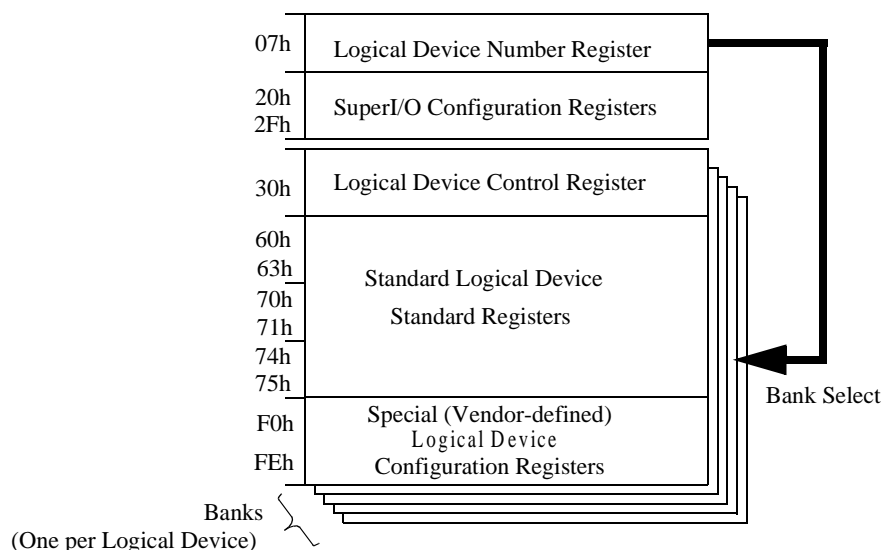 07h
Logical Device Number Register
20h
2Fh
SuperI/O Configuration Registers
30h
Logical Device Control Register
60h
63h
Standard Logical Device
70h
Standard Registers
71h
74h
75h
Bank Select
F0h
Special (Vendor-defined)
Logical Device
FEh
Configuration Registers
Banks
(One per Logical Device)